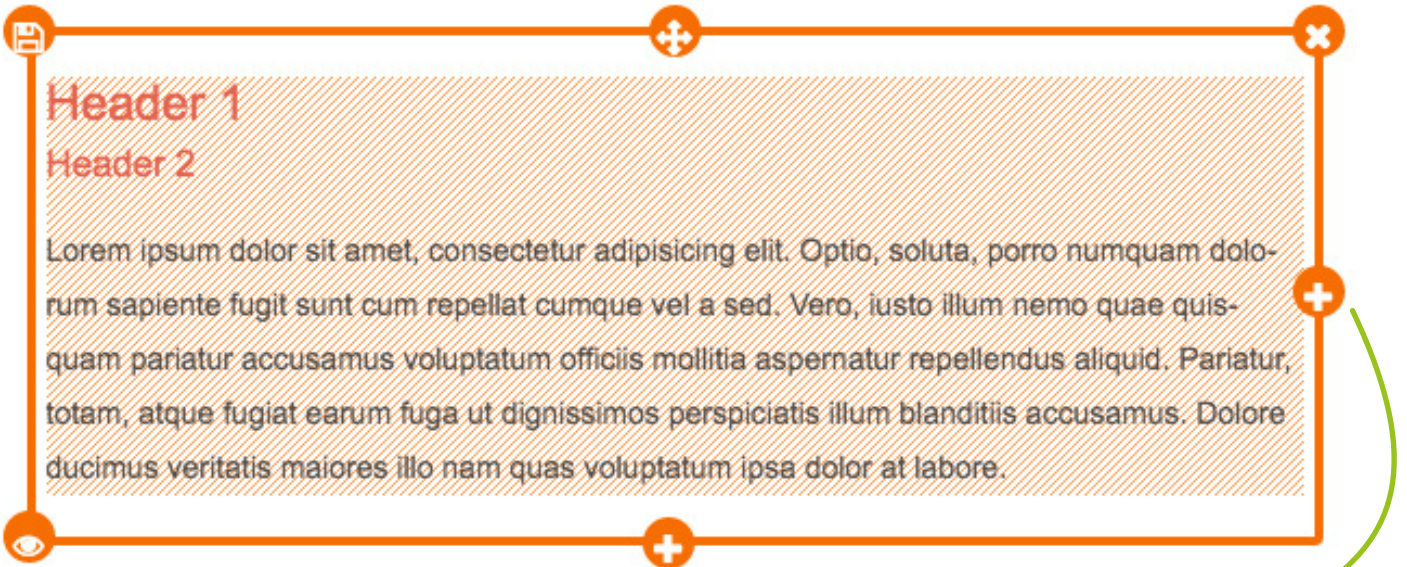 Header 1
Header 2
Lorem ipsum dolor sit amet, consectetur adipisicing elit. Optio, soluta, porro numquam dolo-
rum sapiente fugit sunt cum repellat cumque vel a sed. Vero, iusto illum nemo quae quis-
quam pariatur accusamus voluptatum officiis mollitia aspernatur repellendus aliquid. Pariatur,
totam, atque fugiat earum fuga ut dignissimos perspiciatis illum blanditiis accusamus. Dolore
ducimus veritatis maiores illo nam quas voluptatum ipsa dolor at labore.